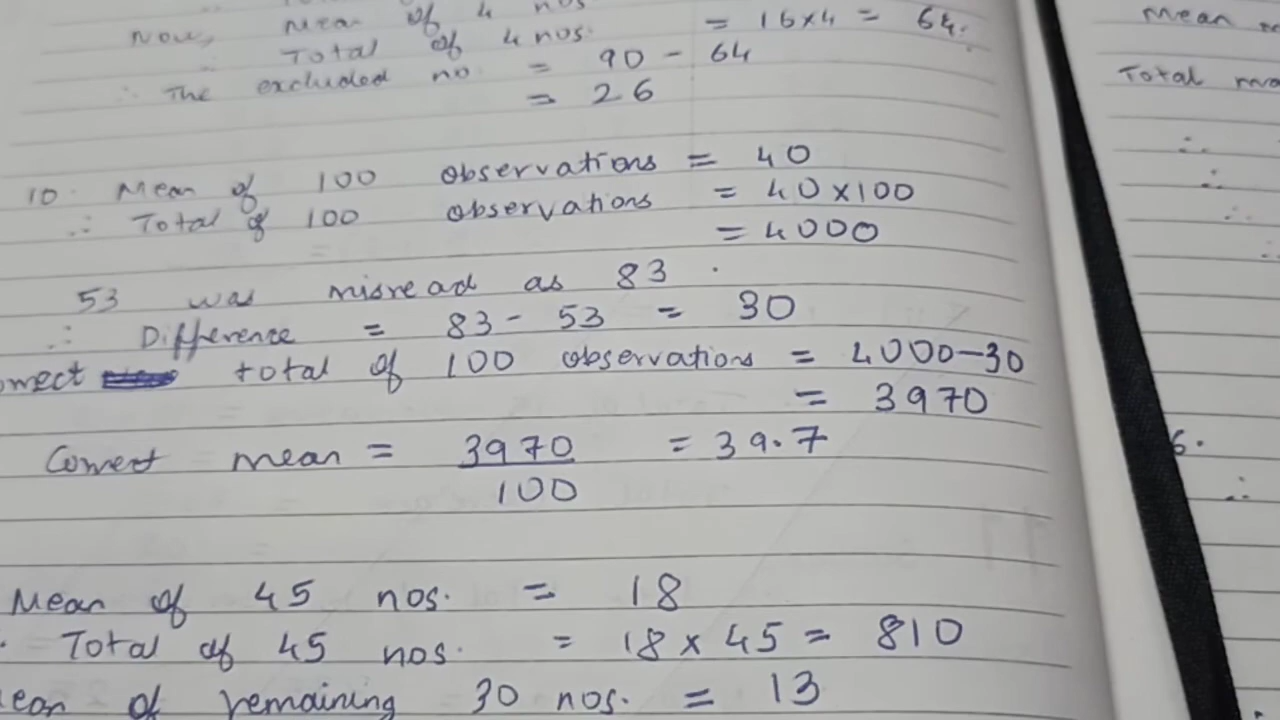 Now, Mean of 4 nos
∴ Total of 4 nos. = 16×4 = 64.
∴ The excluded no = 90 - 64
= 26
10. Mean of 100 observations = 40
∴ Total of 100 observations = 40×100
= 4000
53 was misread as 83.
∴ Difference = 83 - 53 = 30
total of 100 observations = 4000-30
= 3970
Correct mean = 3970/100 = 39.7
Mean of 45 nos. = 18
Total of 45 nos. = 18 × 45 = 810
of remaining 30 nos. = 13
Mean
Total
∴
∴
∴
∴
6.
∴